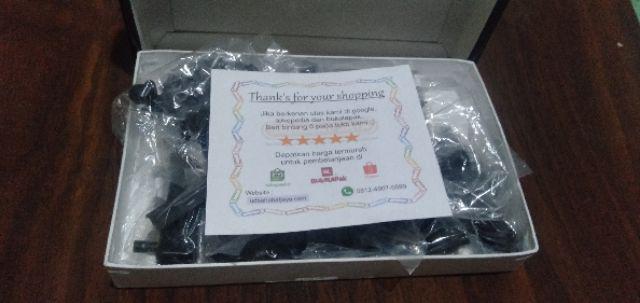 Thank's for your shopping
Jika berkenan ulas kami di google,
tokopedia dan bukalapak.
Beri bintang 5 pada toko kami
Dapatkan harga termurah
untuk pembelanjaan di
tokopedia
BukaLapak
Website :